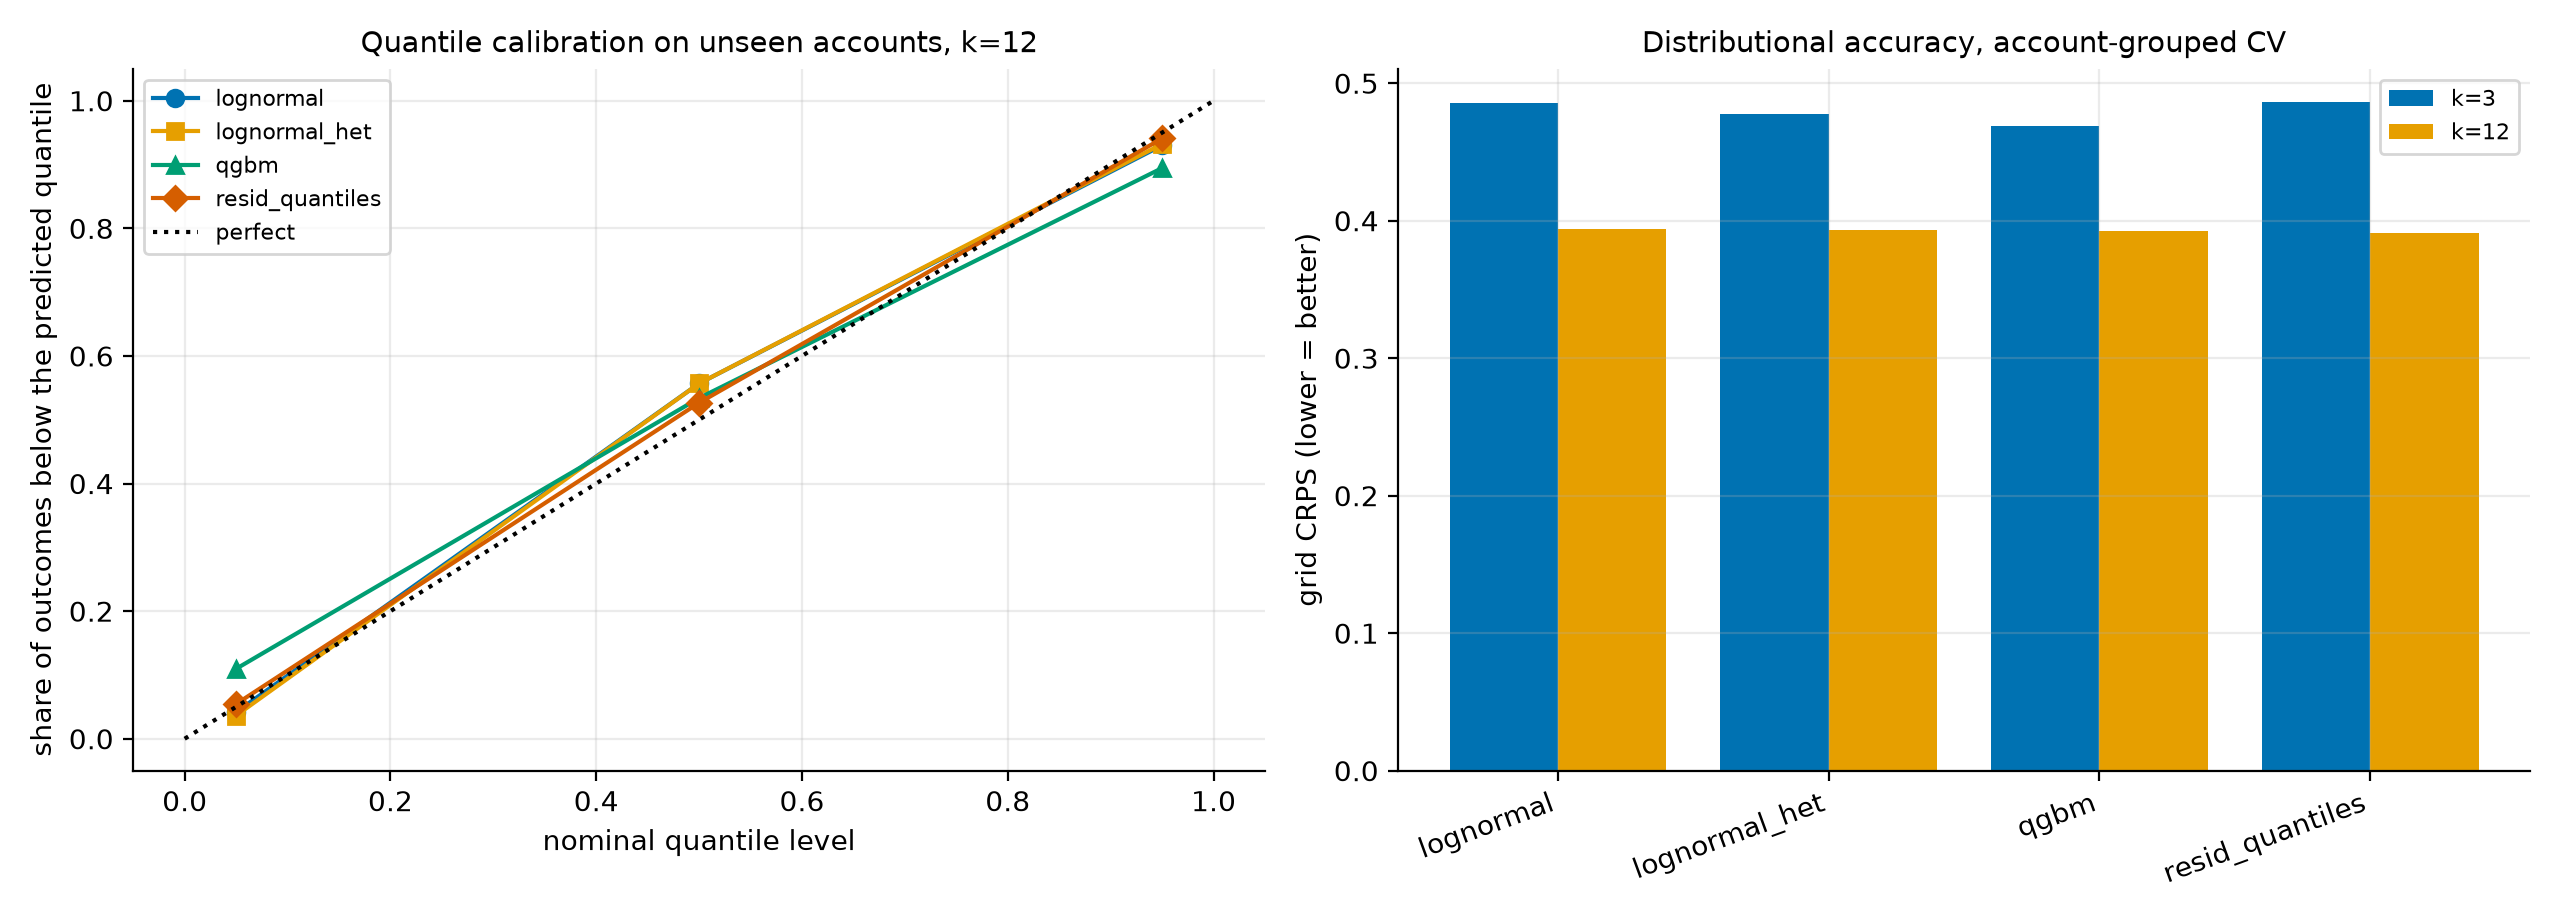 Quantile calibration on unseen accounts, k=12
share of outcomes below the predicted quantile
1.0
0.8
0.6
0.4
0.2
0.0
lognormal
lognormal_het
qgbm
resid_quantiles
perfect
0.0 0.2 0.4 0.6 0.8 1.0
nominal quantile level
Distributional accuracy, account-grouped CV
grid CRPS (lower = better)
0.5
0.4
0.3
0.2
0.1
0.0
k=3
k=12
lognormal
lognormal_het
qgbm
resid_quantiles